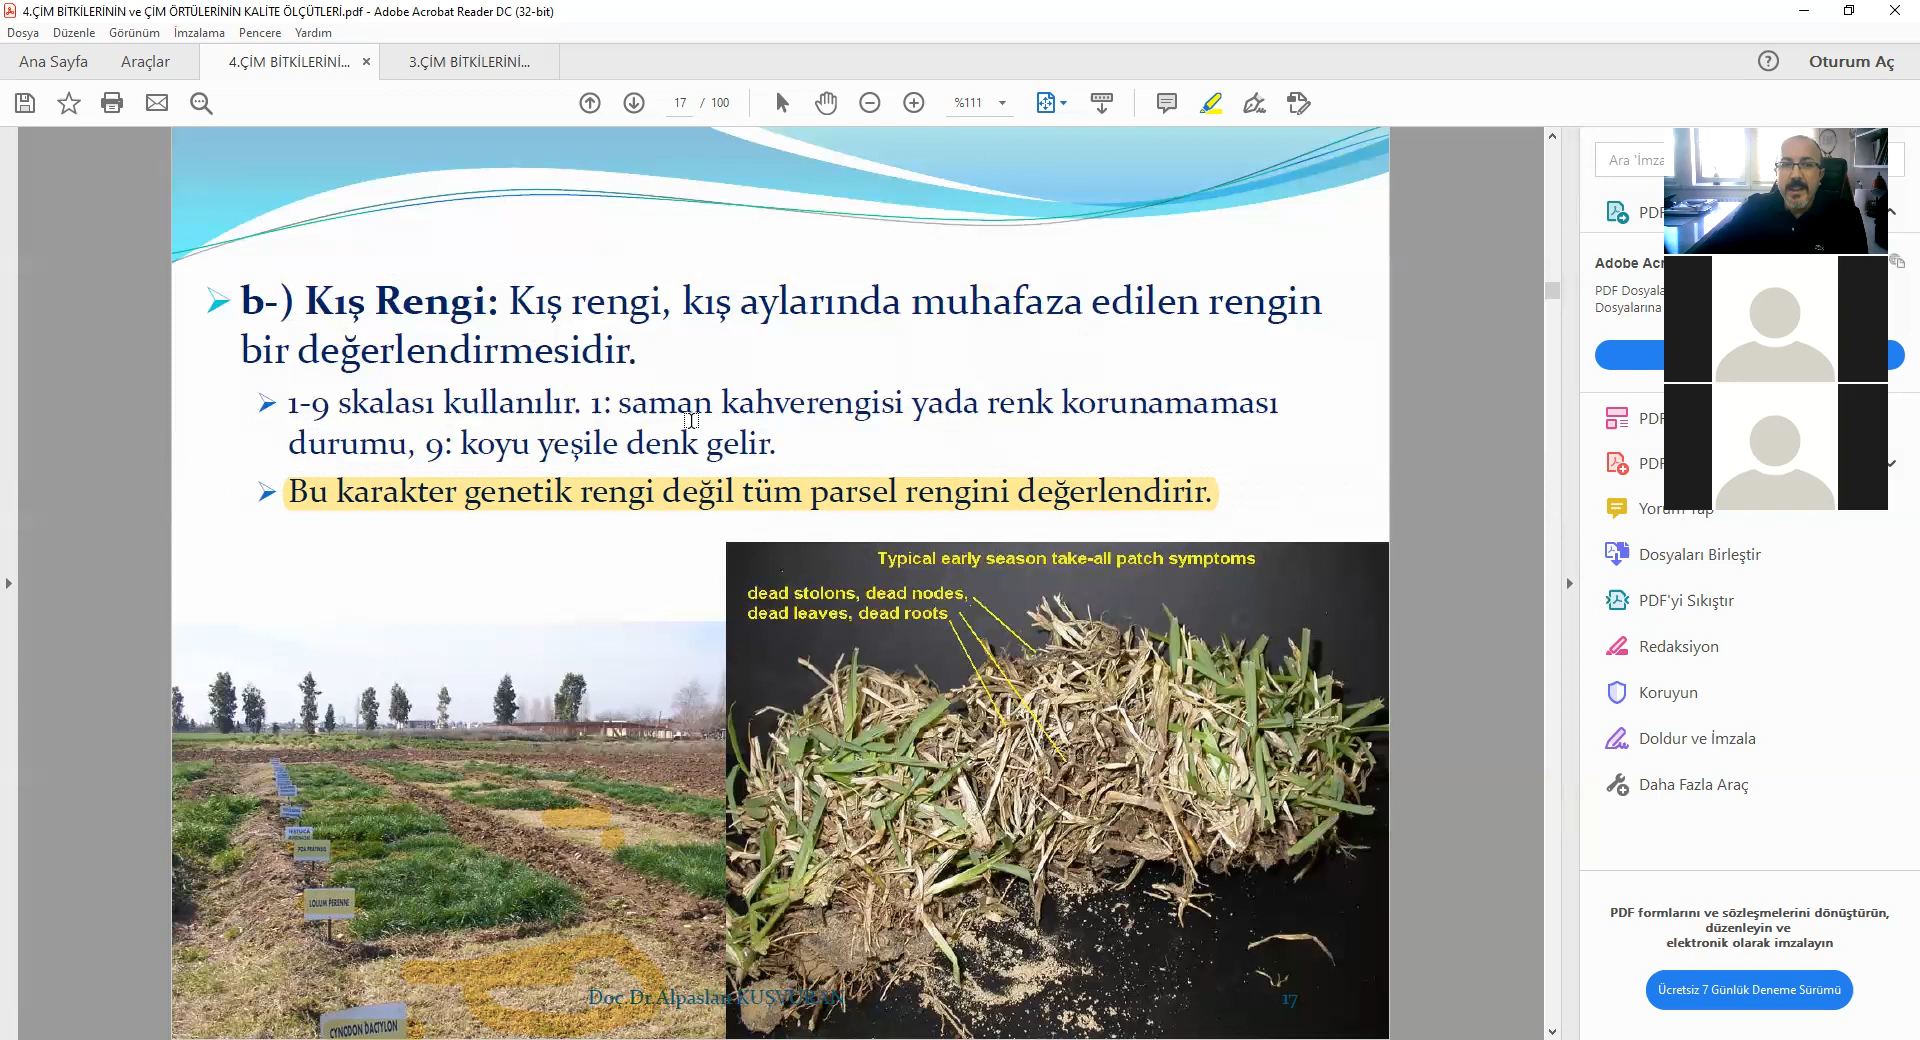 4.ÇİM BİTKİLERİNİN ve ÇİM ÖRTÜLERİNİN KALİTE ÖLÇÜTLERİ.pdf - Adobe Acrobat Reader DC (32-bit)
Dosya Düzenle Görünüm İmzalama Pencere Yardım
Ana Sayfa Araçlar 4.ÇİM BİTKİLERİNİ... × 3.ÇİM BİTKİLERİNİ... Oturum Aç
17 / 100 %111
Ara 'İmza
b-) Kış Rengi: Kış rengi, kış aylarında muhafaza edilen rengin
bir değerlendirmesidir.
1-9 skalası kullanılır. 1: saman kahverengisi yada renk korunamaması
durumu, 9: koyu yeşile denk gelir.
Bu karakter genetik rengi değil tüm parsel rengini değerlendirir.
Typical early season take-all patch symptoms
dead stolons, dead nodes,
dead leaves, dead roots
POA PRATENSIS
LOLIUM PERENNE
CYNODON DACTYLON
Doç.Dr.Alpaslan KUŞVURAN
17
PDF
Adobe Acr
PDF Dosyala
Dosyalarına
PDF
PDF
Yorum Yap
Dosyaları Birleştir
PDF'yi Sıkıştır
Redaksiyon
Koruyun
Doldur ve İmzala
Daha Fazla Araç
PDF formlarını ve sözleşmelerini dönüştürün,
düzenleyin ve
elektronik olarak imzalayın
Ücretsiz 7 Günlük Deneme Sürümü